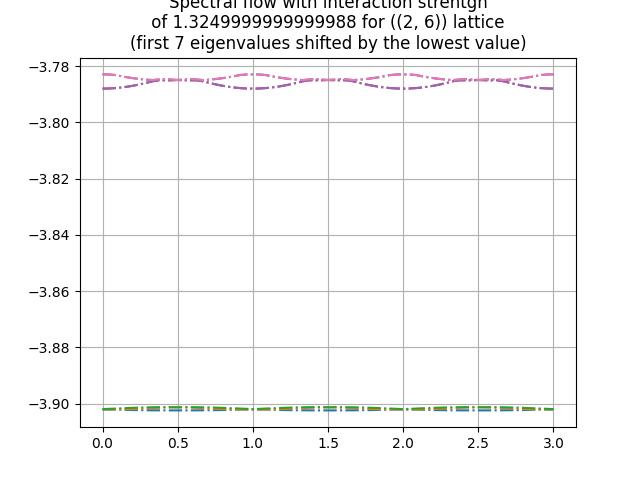 Spectral flow with interaction strength
of 1.3249999999999988 for ((2, 6)) lattice
(first 7 eigenvalues shifted by the lowest value)
−3.78
−3.80
−3.82
−3.84
−3.86
−3.88
−3.90
0.0 0.5 1.0 1.5 2.0 2.5 3.0